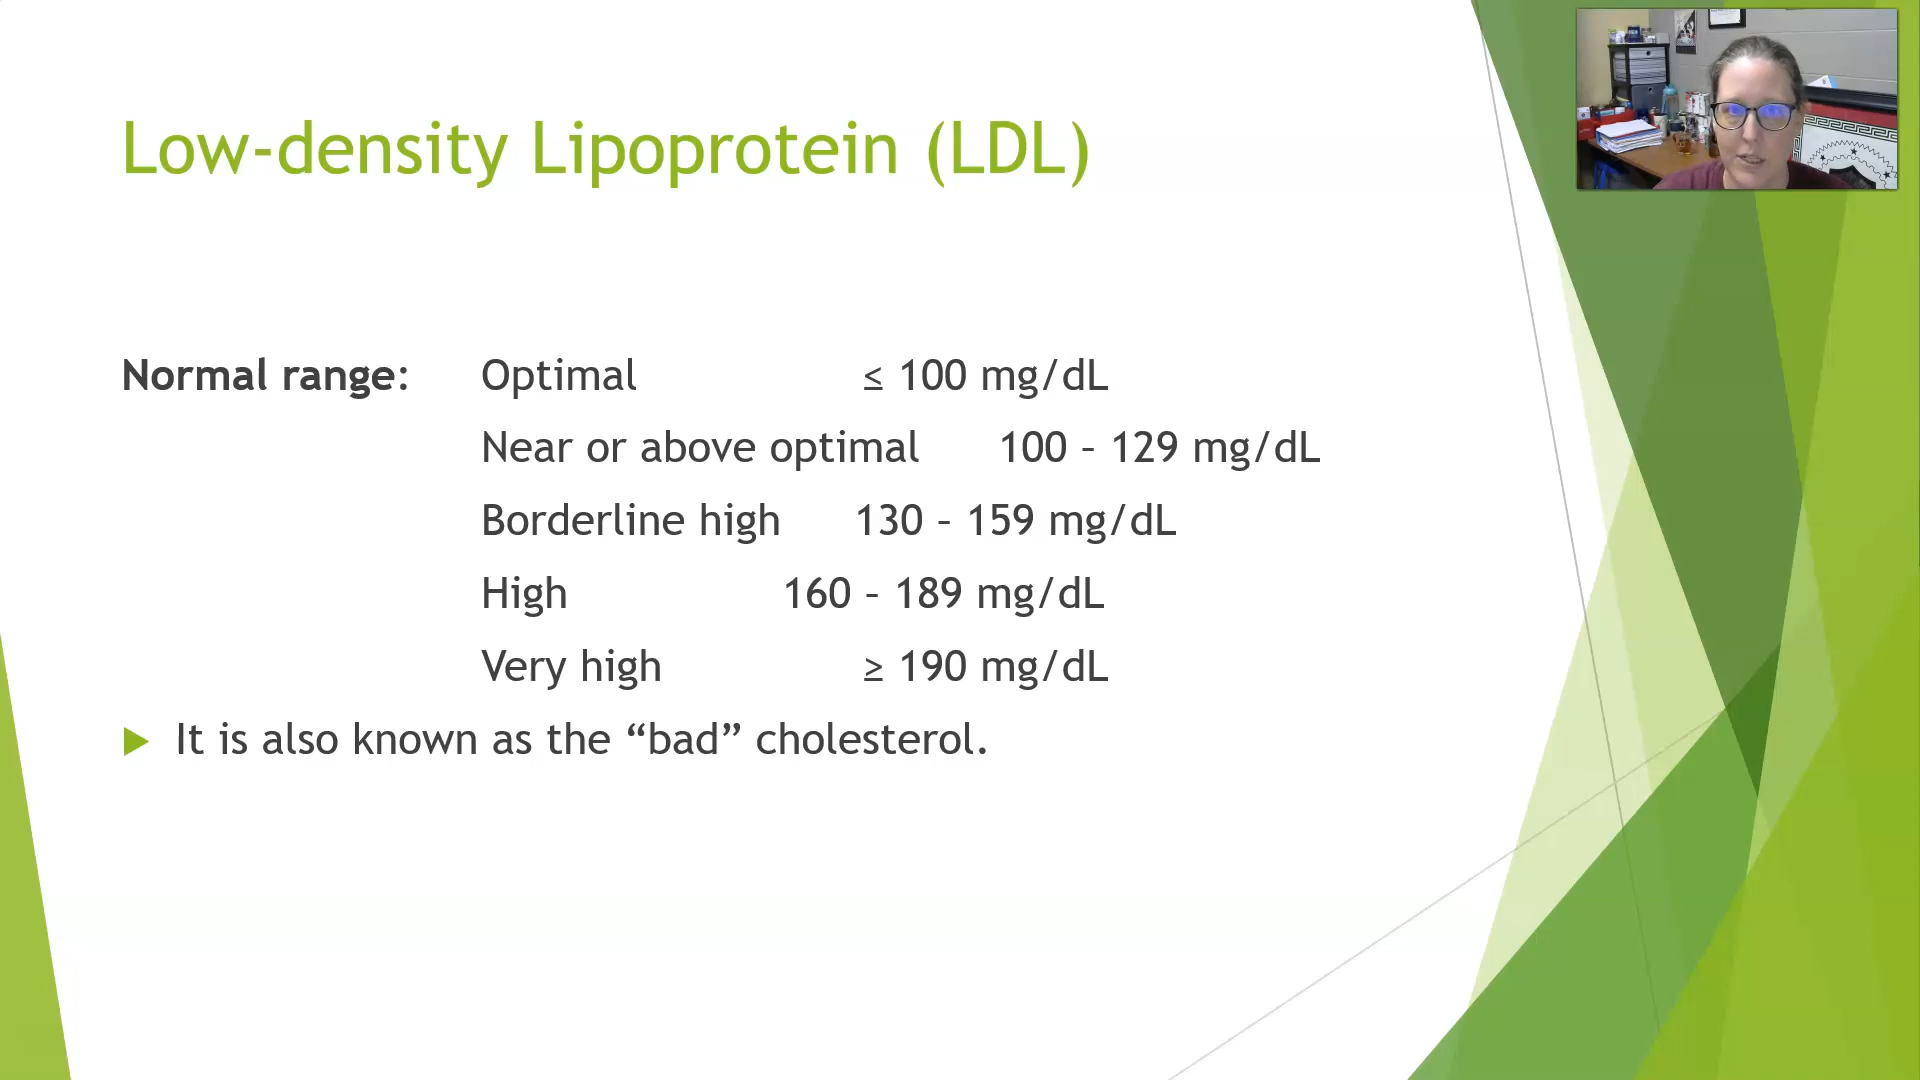 Low-density Lipoprotein (LDL)
Normal range: Optimal ≤ 100 mg/dL
Near or above optimal 100 – 129 mg/dL
Borderline high 130 – 159 mg/dL
High 160 – 189 mg/dL
Very high ≥ 190 mg/dL
It is also known as the “bad” cholesterol.